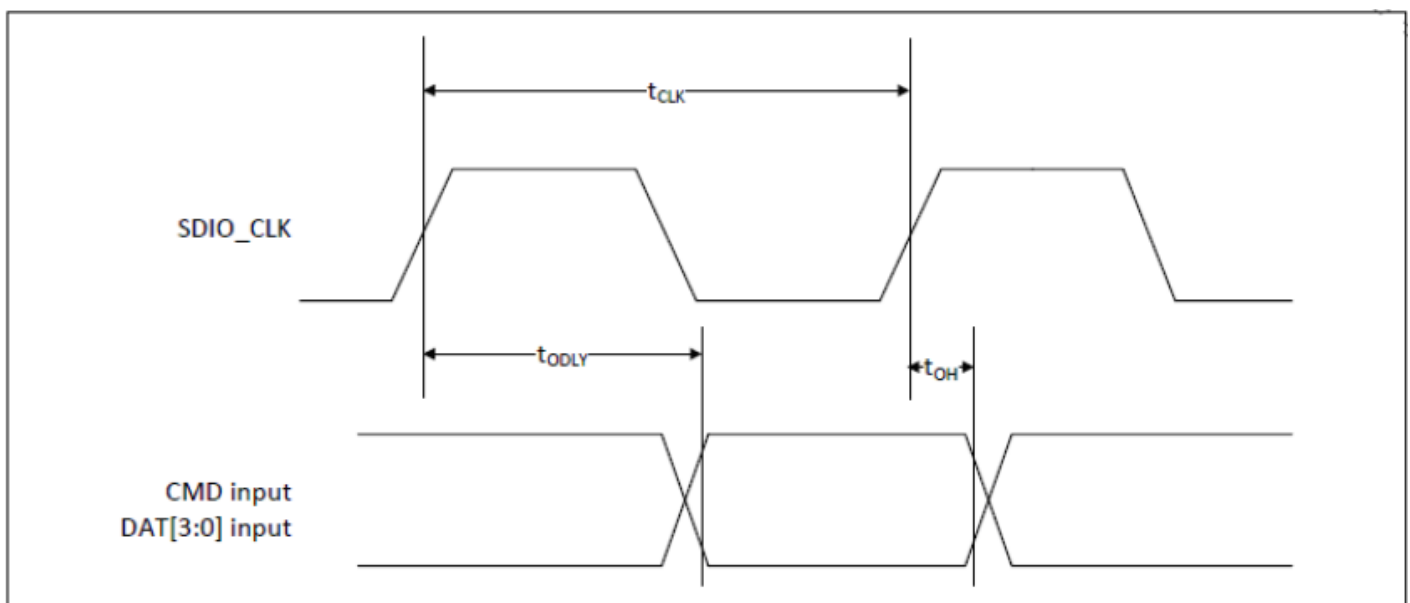 tCLK
SDIO_CLK
tODLY
tOH
CMD input
DAT[3:0] input